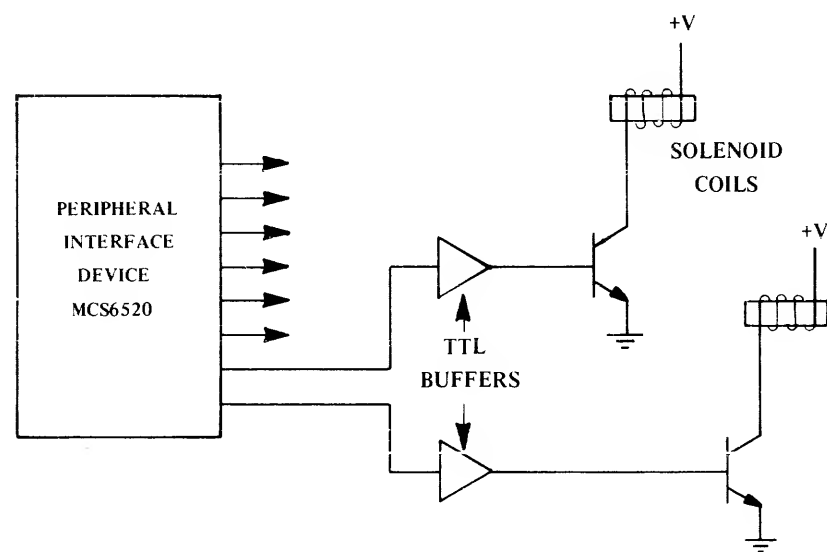 +V
SOLENOID
COILS
PERIPHERAL
INTERFACE
DEVICE
MCS6520
+V
TTL
BUFFERS